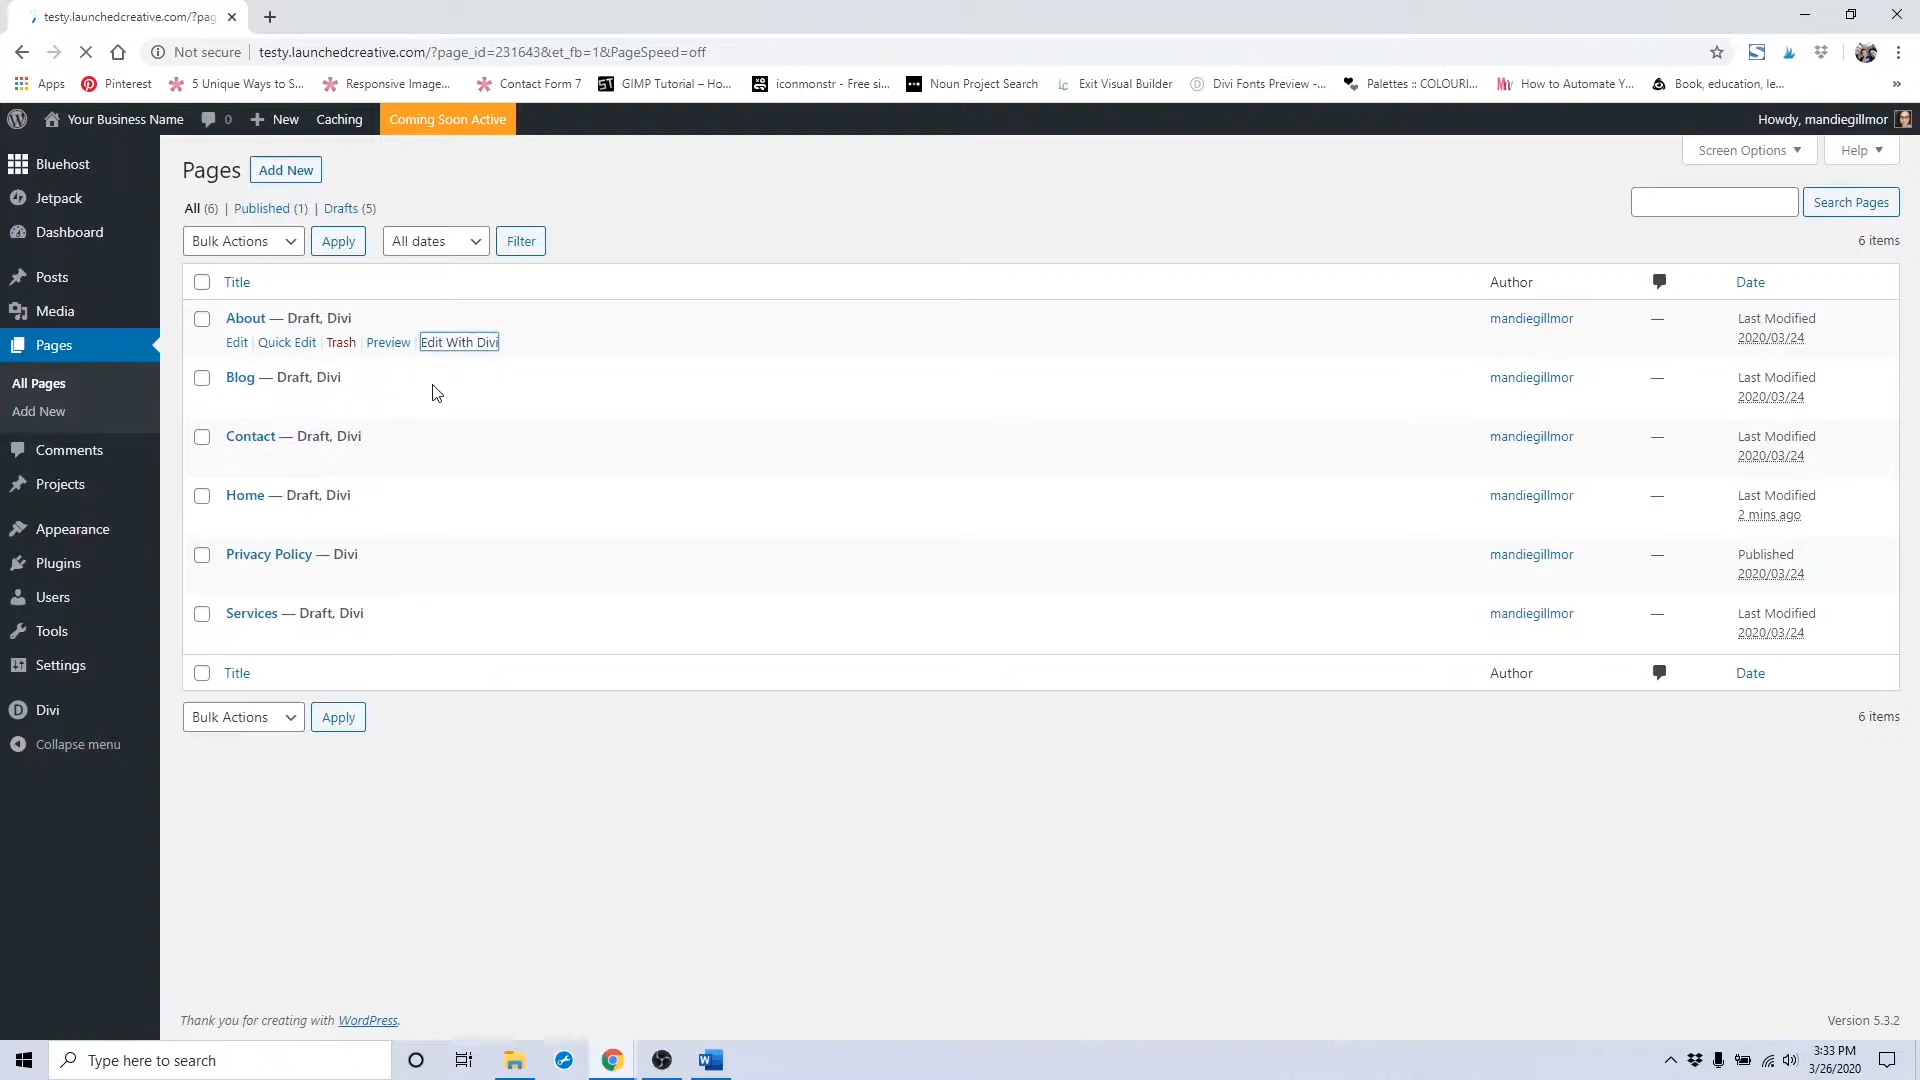 testy.launchedcreative.com/?pag
Not secure testy.launchedcreative.com/?page_id=231643&et_fb=1&PageSpeed=off
Apps Pinterest 5 Unique Ways to S... Responsive Image... Contact Form 7 GIMP Tutorial – Ho... iconmonstr - Free si... Noun Project Search Exit Visual Builder Divi Fonts Preview -... Palettes :: COLOURI... How to Automate Y... Book, education, le... »
Your Business Name 0 New Caching Coming Soon Active Howdy, mandiegillmor
Bluehost
Jetpack
Dashboard
Posts
Media
Pages
All Pages
Add New
Comments
Projects
Appearance
Plugins
Users
Tools
Settings
Divi
Collapse menu
Screen Options Help
Pages Add New
All (6) | Published (1) | Drafts (5)
Search Pages
Bulk Actions Apply All dates Filter 6 items
Title Author Date
About — Draft, Divi mandiegillmor — Last Modified
2020/03/24
Edit | Quick Edit | Trash | Preview | Edit With Divi
Blog — Draft, Divi mandiegillmor — Last Modified
2020/03/24
Contact — Draft, Divi mandiegillmor — Last Modified
2020/03/24
Home — Draft, Divi mandiegillmor — Last Modified
2 mins ago
Privacy Policy — Divi mandiegillmor — Published
2020/03/24
Services — Draft, Divi mandiegillmor — Last Modified
2020/03/24
Title Author Date
Bulk Actions Apply 6 items
Thank you for creating with WordPress. Version 5.3.2
Type here to search
3:33 PM
3/26/2020